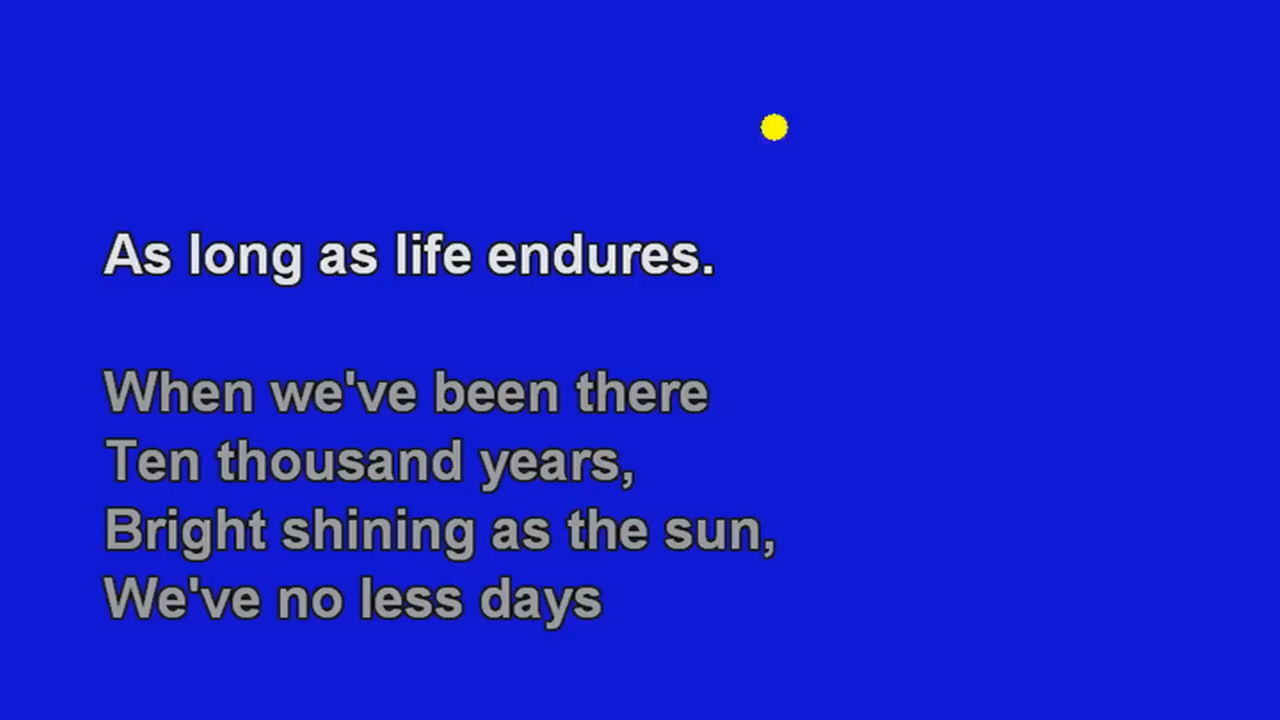 As long as life endures.
When we've been there
Ten thousand years,
Bright shining as the sun,
We've no less days